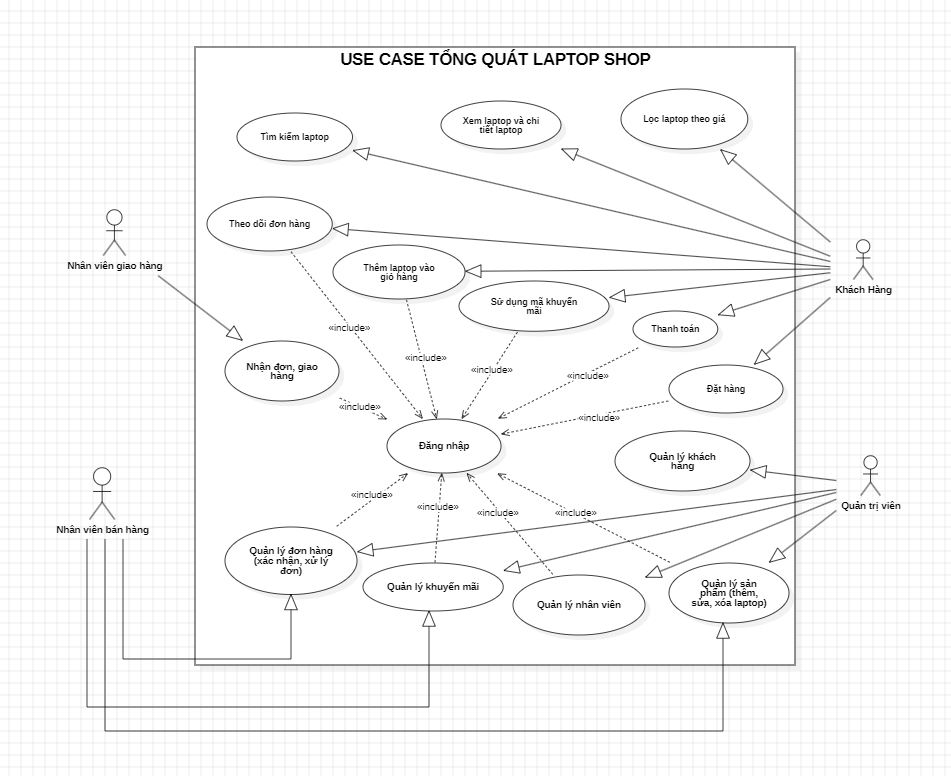 USE CASE TỔNG QUÁT LAPTOP SHOP
Tìm kiếm laptop
Xem laptop và chi
tiết laptop
Lọc laptop theo giá
Theo dõi đơn hàng
Thêm laptop vào
giỏ hàng
Sử dụng mã khuyến
mãi
Thanh toán
Nhân viên giao hàng
Khách Hàng
«include»
«include»
«include»
«include»
Nhận đơn, giao
hàng
Đặt hàng
«include»
«include»
Đăng nhập
Quản lý khách
hàng
Nhân viên bán hàng
Quản trị viên
«include»
«include»
«include»
«include»
Quản lý đơn hàng
(xác nhận, xử lý
đơn)
Quản lý khuyến mãi
Quản lý nhân viên
Quản lý sản
phẩm (thêm,
sửa, xóa laptop)